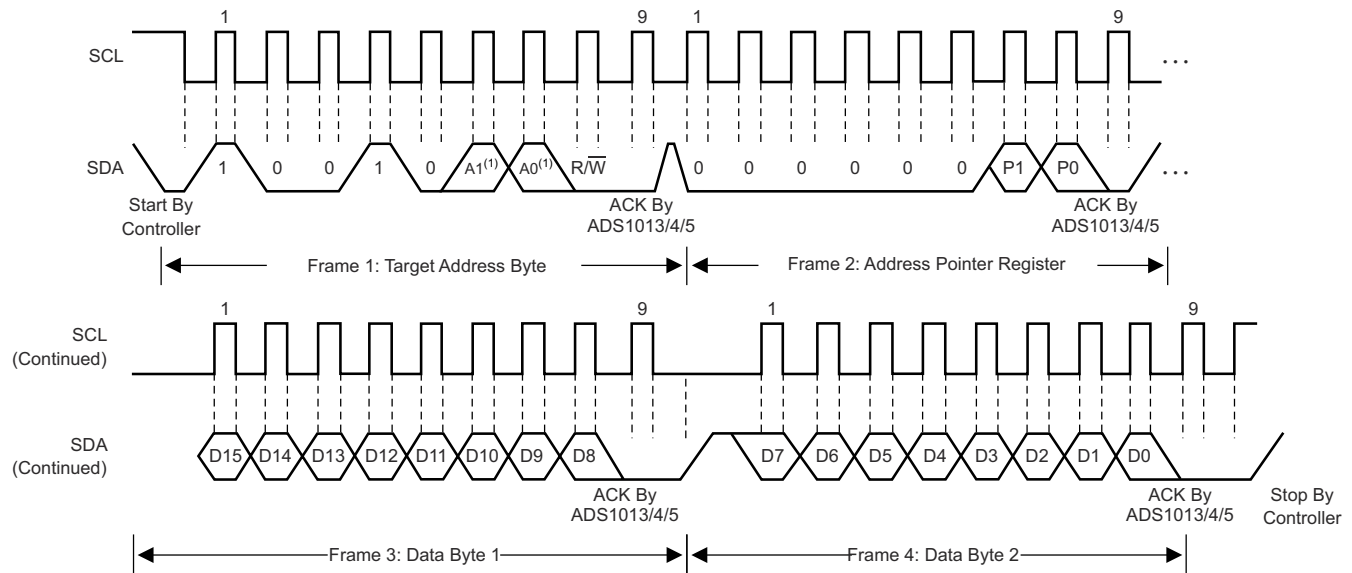 1 9 1 9
SCL ...
SDA 1 0 0 1 0 A1(1) A0(1) R/W̅ 0 0 0 0 0 0 P1 P0 ...
Start By
Controller
ACK By
ADS1013/4/5
ACK By
ADS1013/4/5
Frame 1: Target Address Byte
Frame 2: Address Pointer Register
1 9 1 9
SCL
(Continued)
SDA
(Continued)
D15 D14 D13 D12 D11 D10 D9 D8 D7 D6 D5 D4 D3 D2 D1 D0
ACK By
ADS1013/4/5
ACK By
ADS1013/4/5
Stop By
Controller
Frame 3: Data Byte 1
Frame 4: Data Byte 2